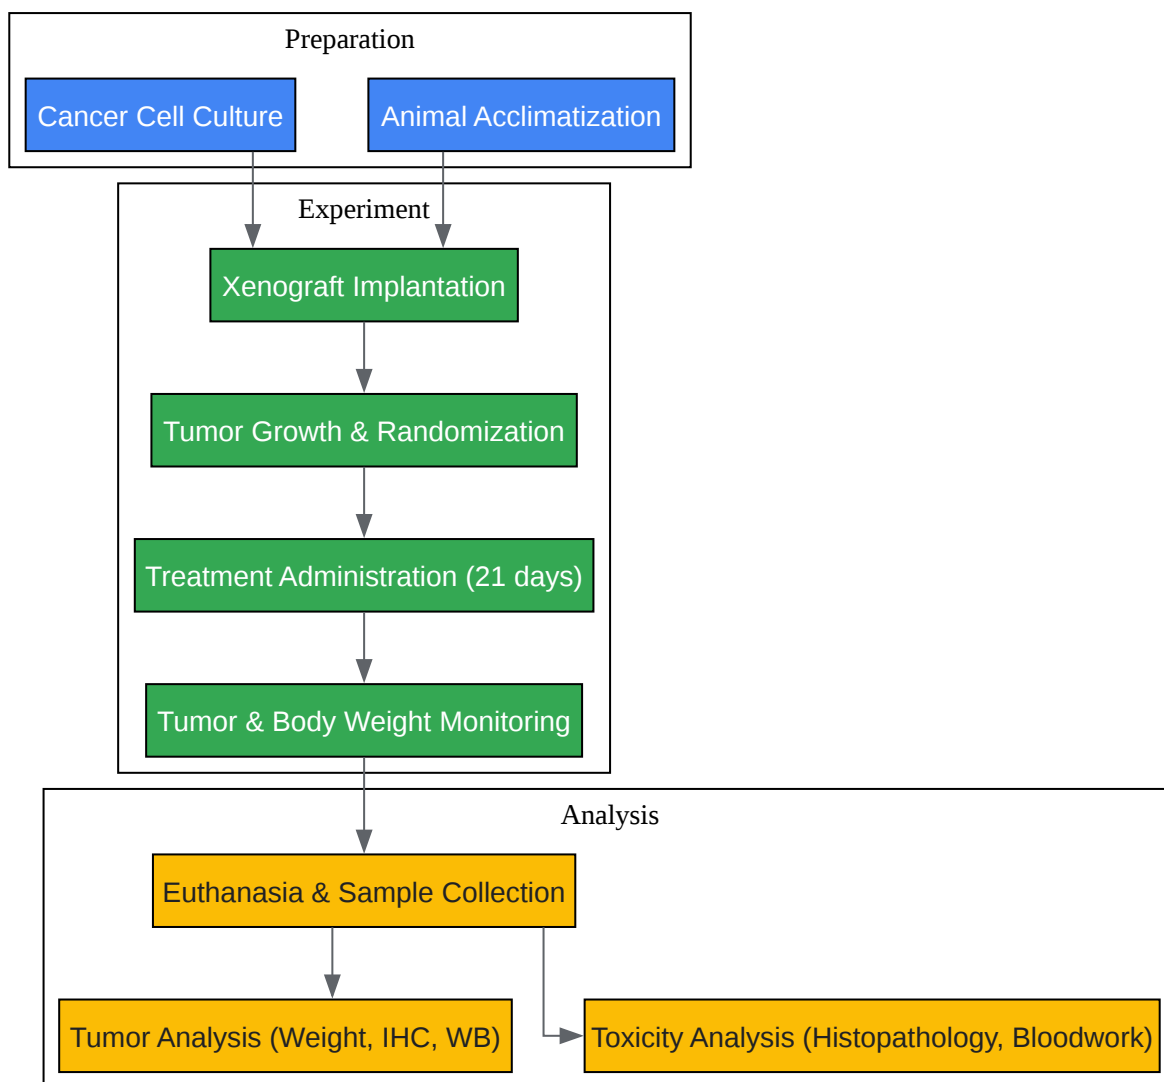 Preparation
Cancer Cell Culture
Animal Acclimatization
Experiment
Xenograft Implantation
Tumor Growth & Randomization
Treatment Administration (21 days)
Tumor & Body Weight Monitoring
Analysis
Euthanasia & Sample Collection
Tumor Analysis (Weight, IHC, WB)
Toxicity Analysis (Histopathology, Bloodwork)